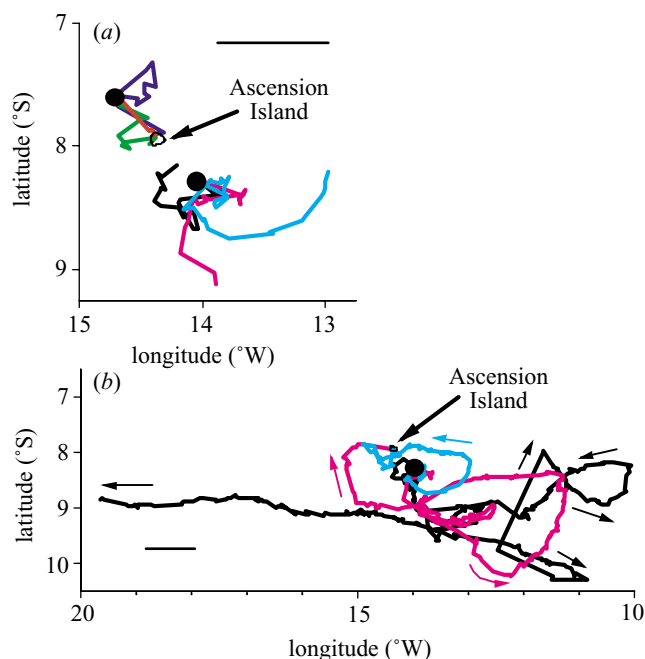 (a)
7
8
9
latitude (˚S)
Ascension
Island
15
14
13
longitude (˚W)
(b)
7
8
9
10
latitude (˚S)
Ascension
Island
20
15
10
longitude (˚W)